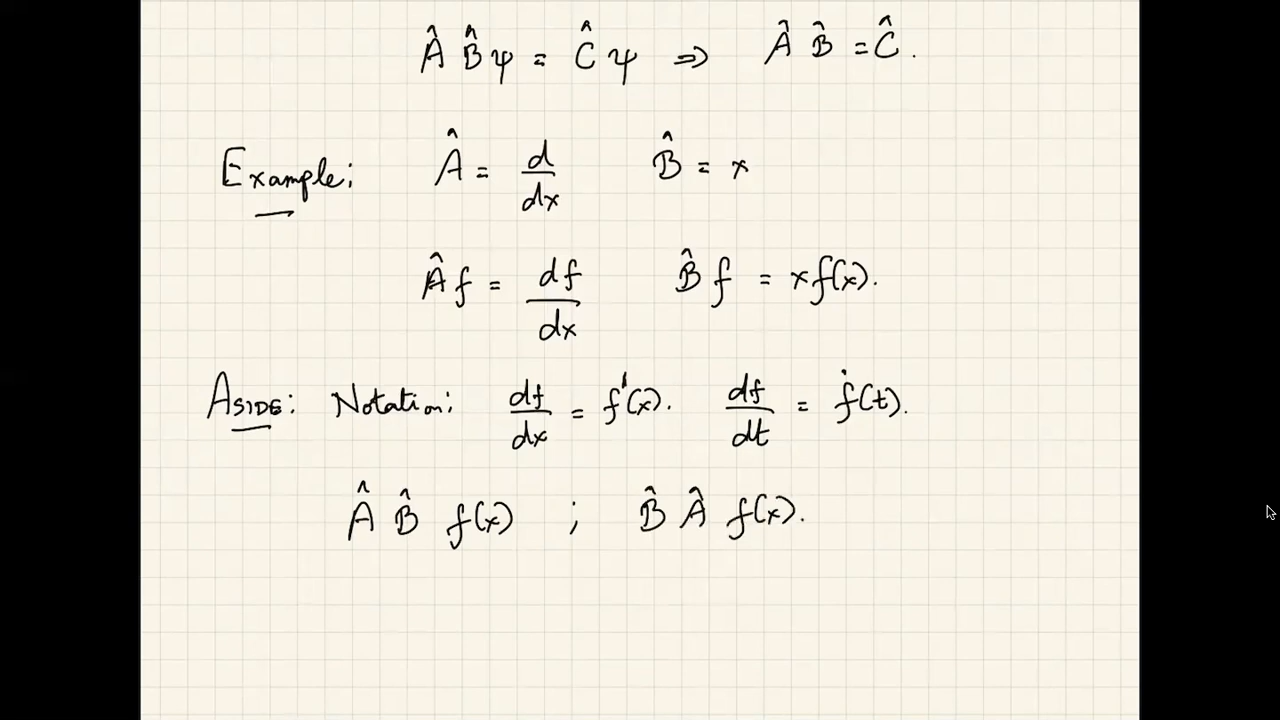 Â B̂ ψ = Ĉ ψ ⇒ Â B̂ = Ĉ.
Example: Â = d/dx B̂ = x
Â f = df/dx B̂ f = x f(x).
ASIDE: Notation: df/dx = f'(x). df/dt = ḟ(t).
Â B̂ f(x) ; B̂ Â f(x).